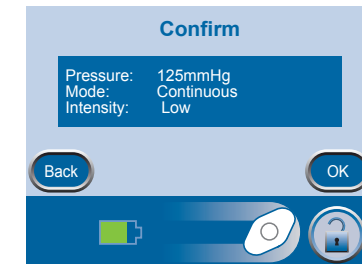 Confirm
Pressure: 125mmHg
Mode: Continuous
Intensity: Low
Back
OK